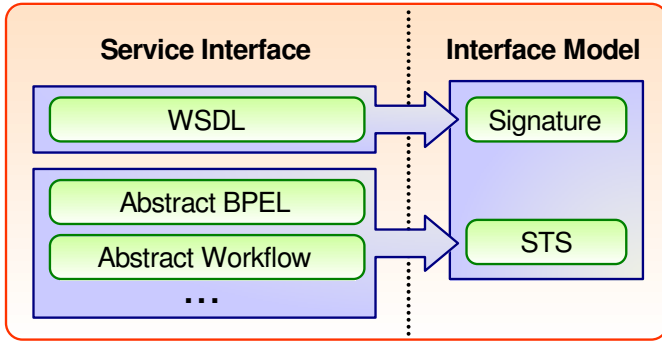 Service Interface
Interface Model
WSDL
Signature
Abstract BPEL
Abstract Workflow
...
STS